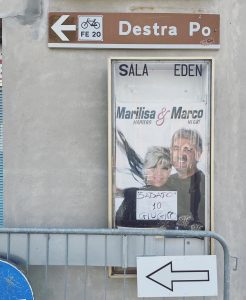 FE 20
Destra Po
SALA EDEN
Marilisa & Marco
SABATO
10
GIUGNO